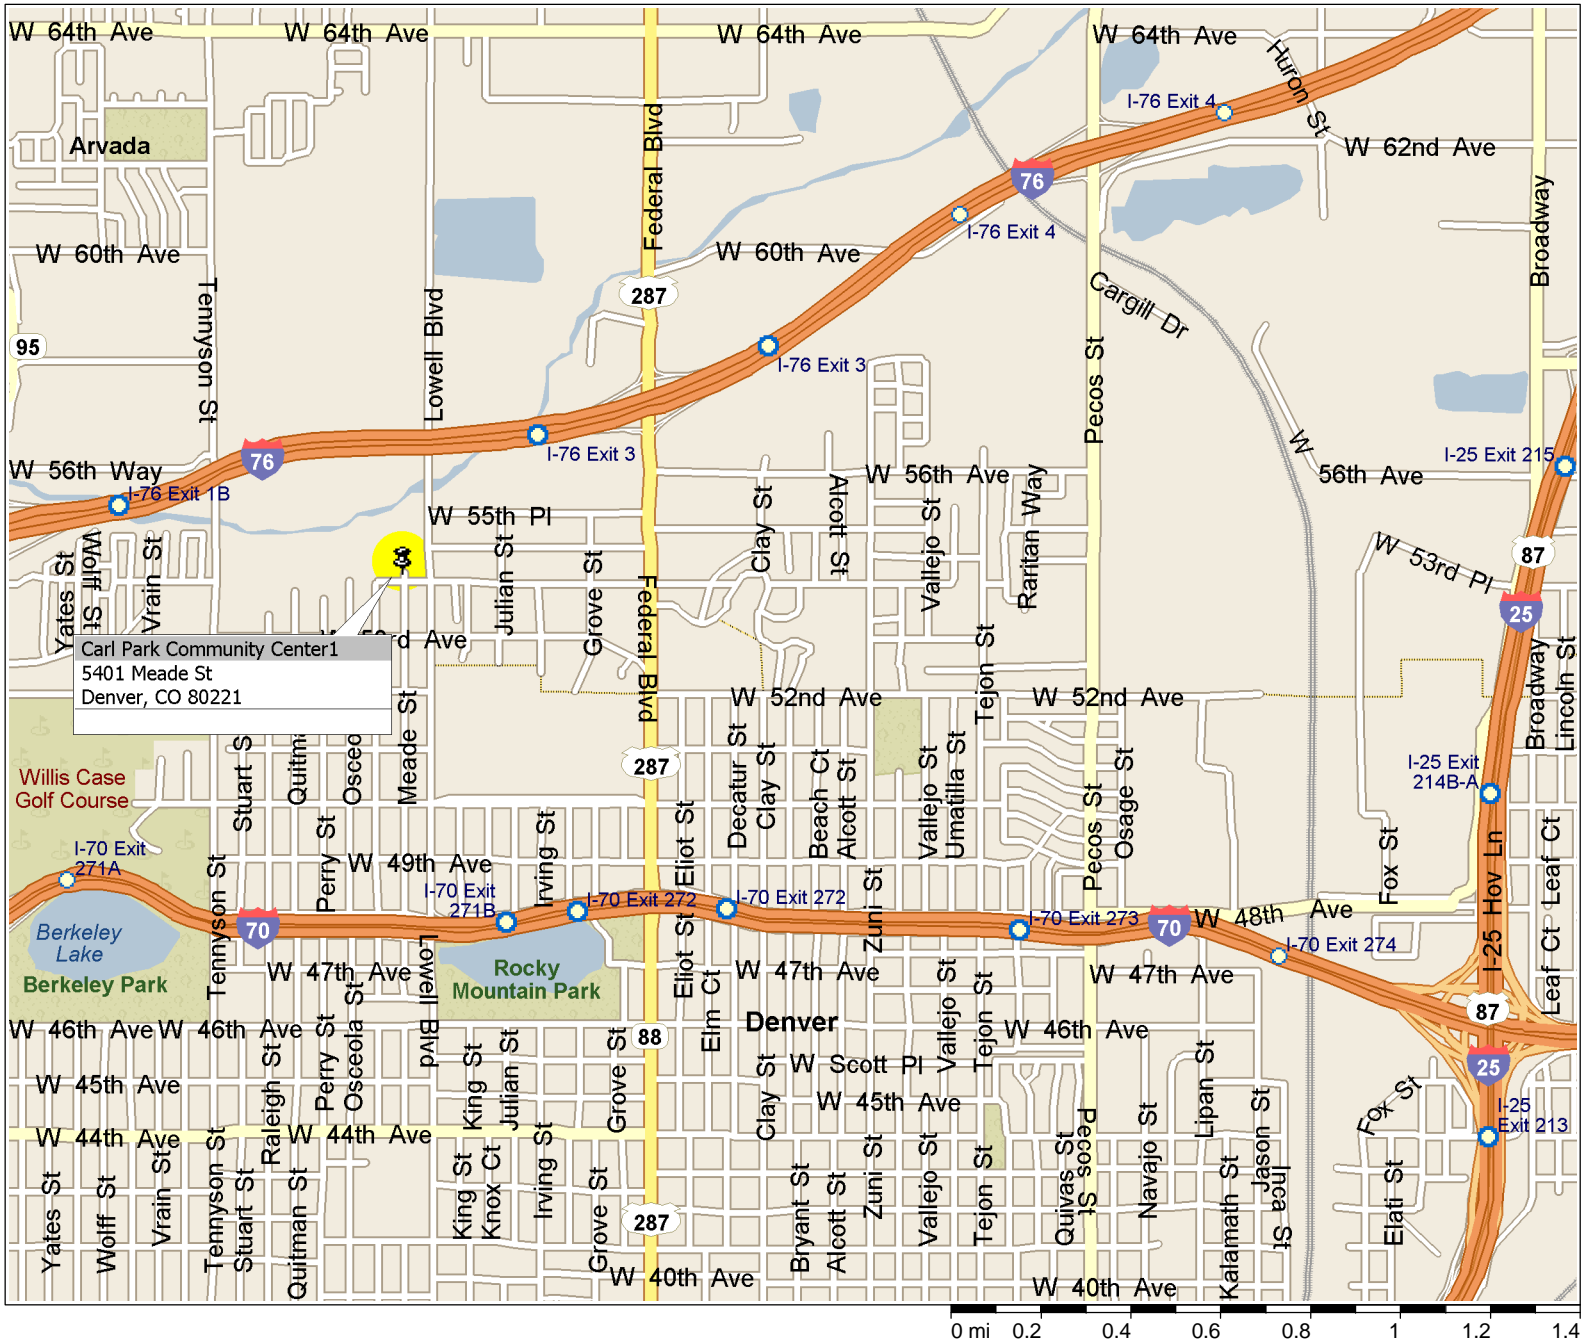 W 64th Ave
W 64th Ave
W 64th Ave
W 64th Ave
Huron St
I-76 Exit 4
Arvada
Federal Blvd
W 62nd Ave
76
Broadway
I-76 Exit 4
W 60th Ave
W 60th Ave
Tennyson St
Lowell Blvd
287
Cargill Dr
95
Pecos St
I-76 Exit 3
I-76 Exit 3
76
W 56th Way
I-76 Exit 1B
W 56th Ave
W
56th Ave
I-25 Exit 215
W 55th Pl
Clay St
Alcott St
Vallejo St
Raritan Way
W 53rd Pl
87
25
Yates St
Wolff St
Vrain St
Julian St
Grove St
Federal Blvd
Tejon St
Broadway
Lincoln St
W 53rd Ave
Carl Park Community Center1
5401 Meade St
Denver, CO 80221
W 52nd Ave
W 52nd Ave
Meade St
Stuart S
Quitma
Osceo
Decatur St
Clay St
Beach Ct
Alcott St
Vallejo St
Umatilla St
Pecos St
Osage St
287
I-25 Exit
214B-A
Willis Case
Golf Course
I-70 Exit
271A
Perry St
W 49th Ave
Irving St
Eliot St
Fox St
I-25 Hov Ln
Leaf Ct
Leaf Ct
I-70 Exit
271B
I-70 Exit 272
I-70 Exit 272
Zuni St
I-70 Exit 273
70
W 48th Ave
I-70 Exit 274
70
Tennyson St
Berkeley
Lake
Berkeley Park
W 47th Ave
Lowell Blvd
Rocky
Mountain Park
Eliot St
Elm Ct
W 47th Ave
W 47th Ave
W 46th Ave
W 46th Ave
88
Denver
W 46th Ave
87
25
Vallejo St
Tejon St
Raleigh St
Perry St
Osceola St
King St
Julian St
Grove St
W Scott Pl
W 45th Ave
W 45th Ave
Clay St
Lipan St
Fox St
I-25
Exit 213
W 44th Ave
W 44th Ave
Yates St
Wolff St
Vrain St
Tennyson St
Stuart St
Quitman St
King St
Knox Ct
Irving St
Grove St
287
Bryant St
Alcott St
Zuni St
Vallejo St
Tejon St
Quivas St
Pecos St
Navajo St
Kalamath St
Jason St
Inca St
Elati St
W 40th Ave
W 40th Ave
0 mi 0.2 0.4 0.6 0.8 1 1.2 1.4